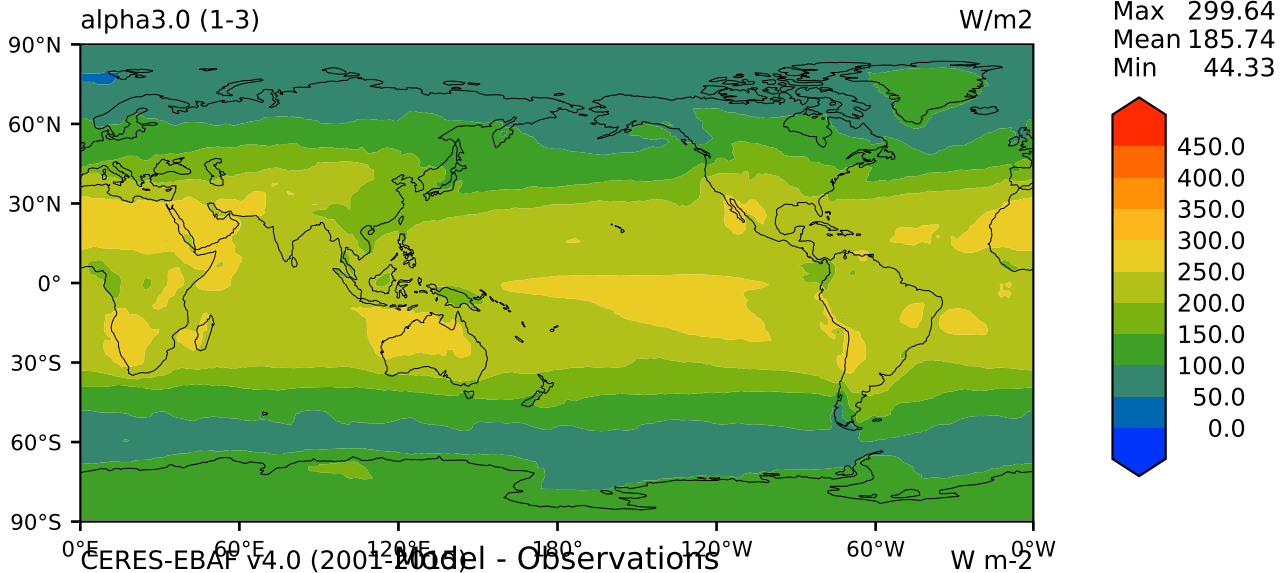 alpha3.0 (1-3)
W/m2
Max 299.64
Mean 185.74
Min 44.33
90°N
60°N
30°N
0°
30°S
60°S
90°S
450.0
400.0
350.0
300.0
250.0
200.0
150.0
100.0
50.0
0.0
0°E 60°E 120°E 180° 120°W 60°W 0°W
CERES-EBAF v4.0 (2001-2015)
Model - Observations
W m-2